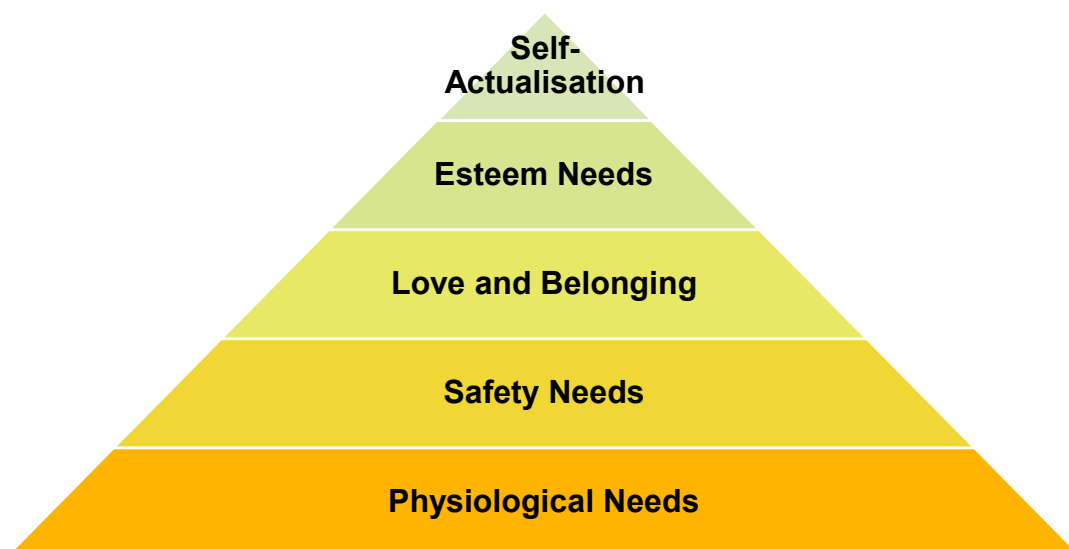 Self-
Actualisation
Esteem Needs
Love and Belonging
Safety Needs
Physiological Needs